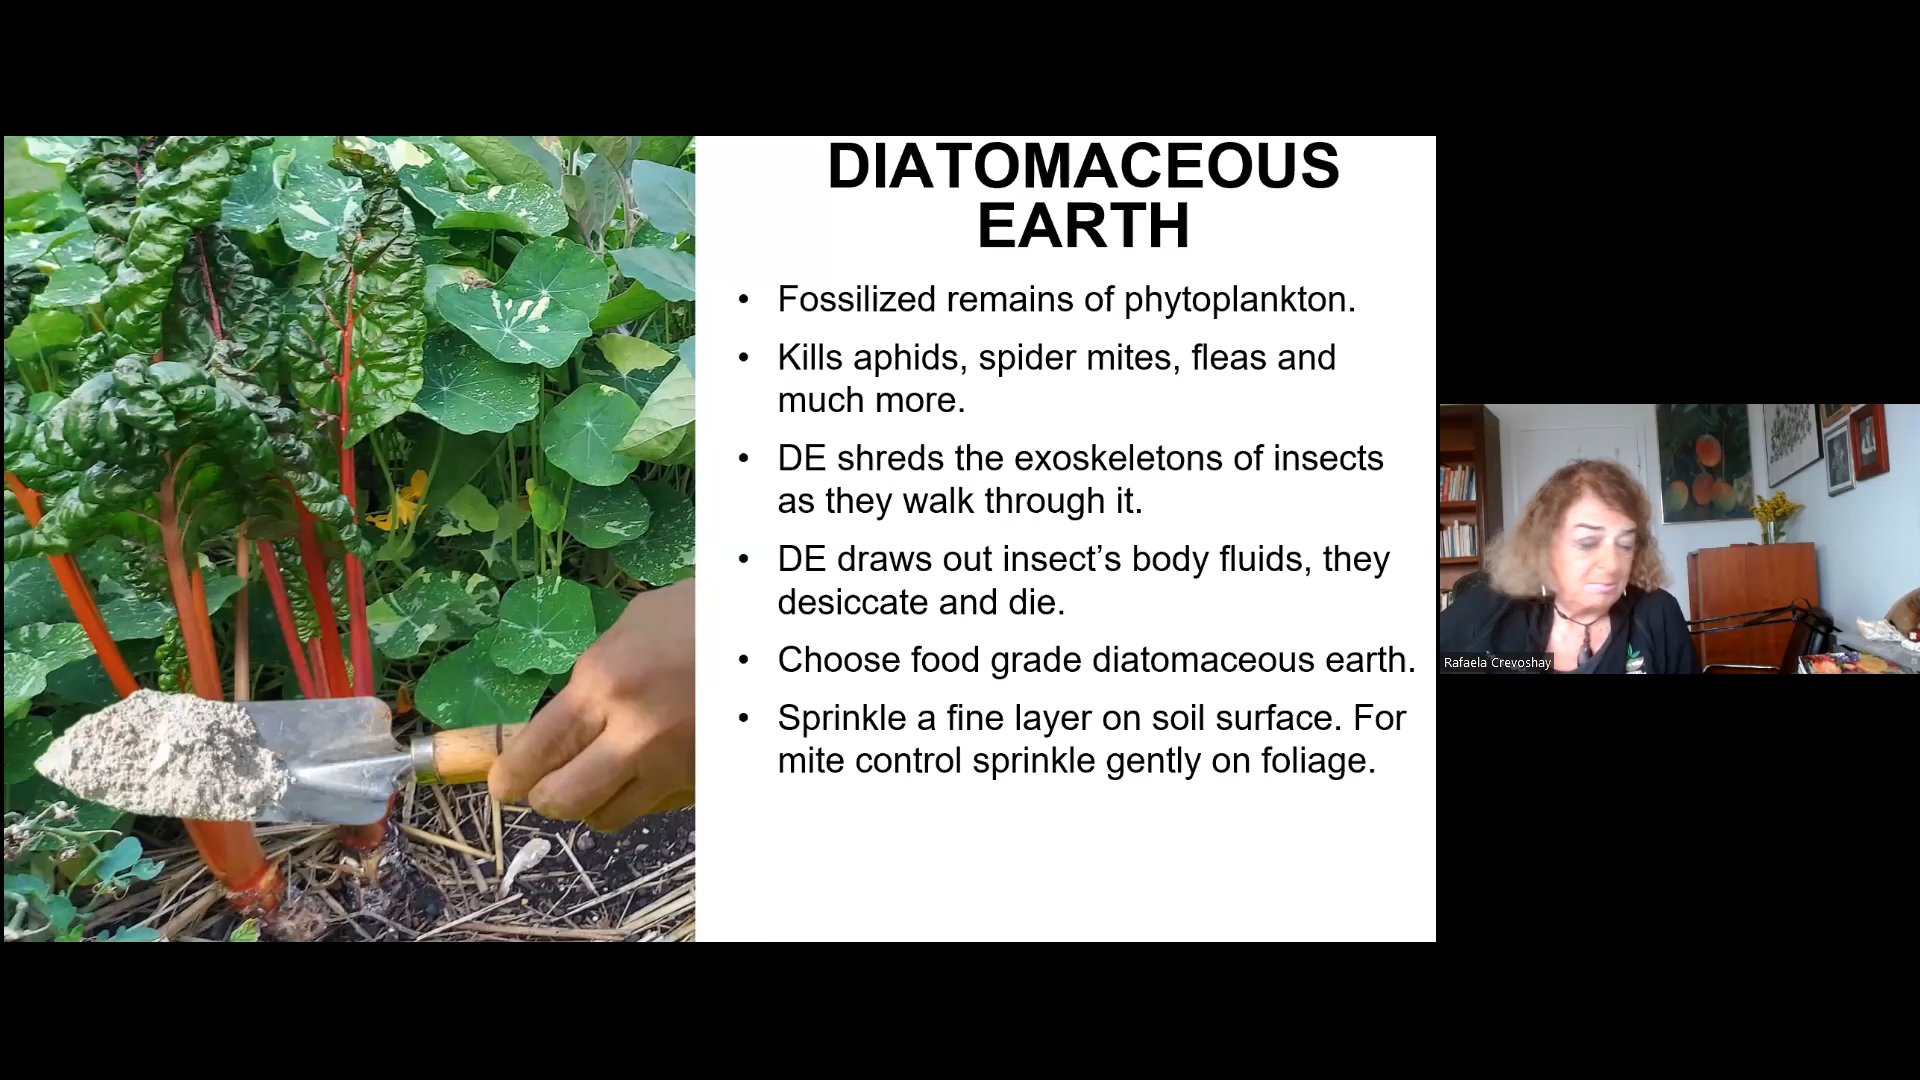 DIATOMACEOUS
EARTH
• Fossilized remains of phytoplankton.
• Kills aphids, spider mites, fleas and
much more.
• DE shreds the exoskeletons of insects
as they walk through it.
• DE draws out insect’s body fluids, they
desiccate and die.
• Choose food grade diatomaceous earth.
• Sprinkle a fine layer on soil surface. For
mite control sprinkle gently on foliage.
Rafaela Crevoshay